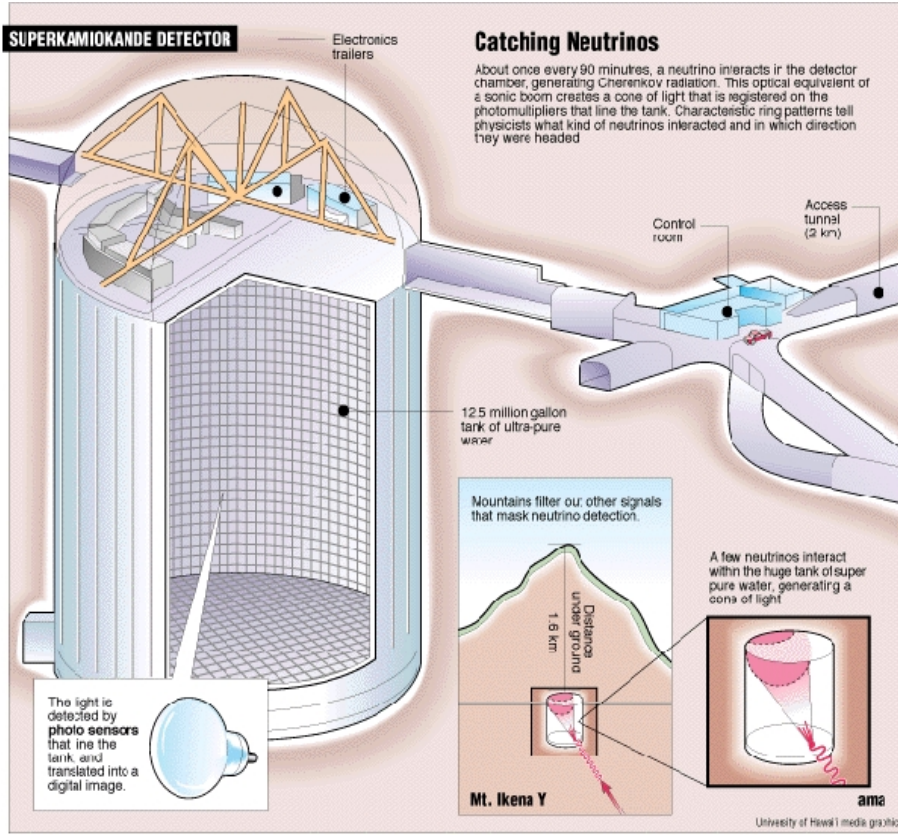 SUPERKAMIOKANDE DETECTOR
Electronics
trailers
Catching Neutrinos
About once every 90 minutres, a neutrino interacts in the detector
chamber, generating Cherenkov radiation. This optical equivalent of
a sonic boom creates a cone of light that is registered on the
photomultipliers that line the tank. Characteristic ring patterns tell
physicists what kind of neutrinos interacted and in which direction
they were headed
Control
room
Access
tunnel
(2 km)
12.5 million gallon
tank of ultra-pure
water
Mountains filter out other signals
that mask neutrino detection.
Distance
under ground
1.6 km
Mt. Ikena Y
ama
A few neutrinos interact
within the huge tank of super
pure water, generating a
cone of light
The light is
detected by
photo sensors
that line the
tank and
translated into a
digital image.
University of Hawai'i media graphic